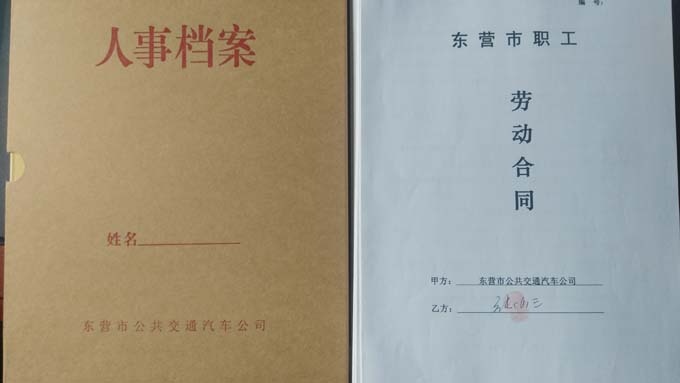 人事档案
姓名
东营市公共交通汽车公司
编 号:
东营市职工
劳动合同
甲方: 东营市公共交通汽车公司
乙方: